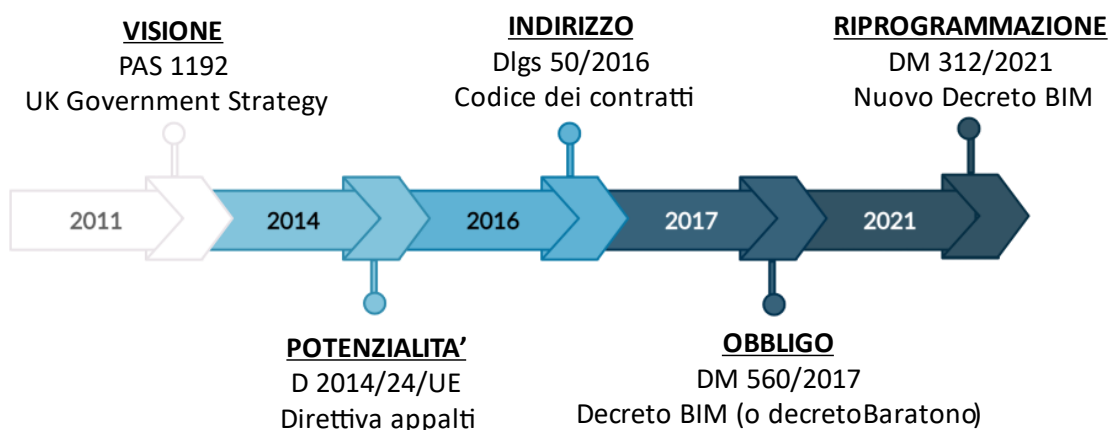 VISIONE
PAS 1192
UK Government Strategy
INDIRIZZO
Dlgs 50/2016
Codice dei contratti
RIPROGRAMMAZIONE
DM 312/2021
Nuovo Decreto BIM
2011
2014
2016
2017
2021
POTENZIALITA’
D 2014/24/UE
Direttiva appalti
OBBLIGO
DM 560/2017
Decreto BIM (o decretoBaratono)